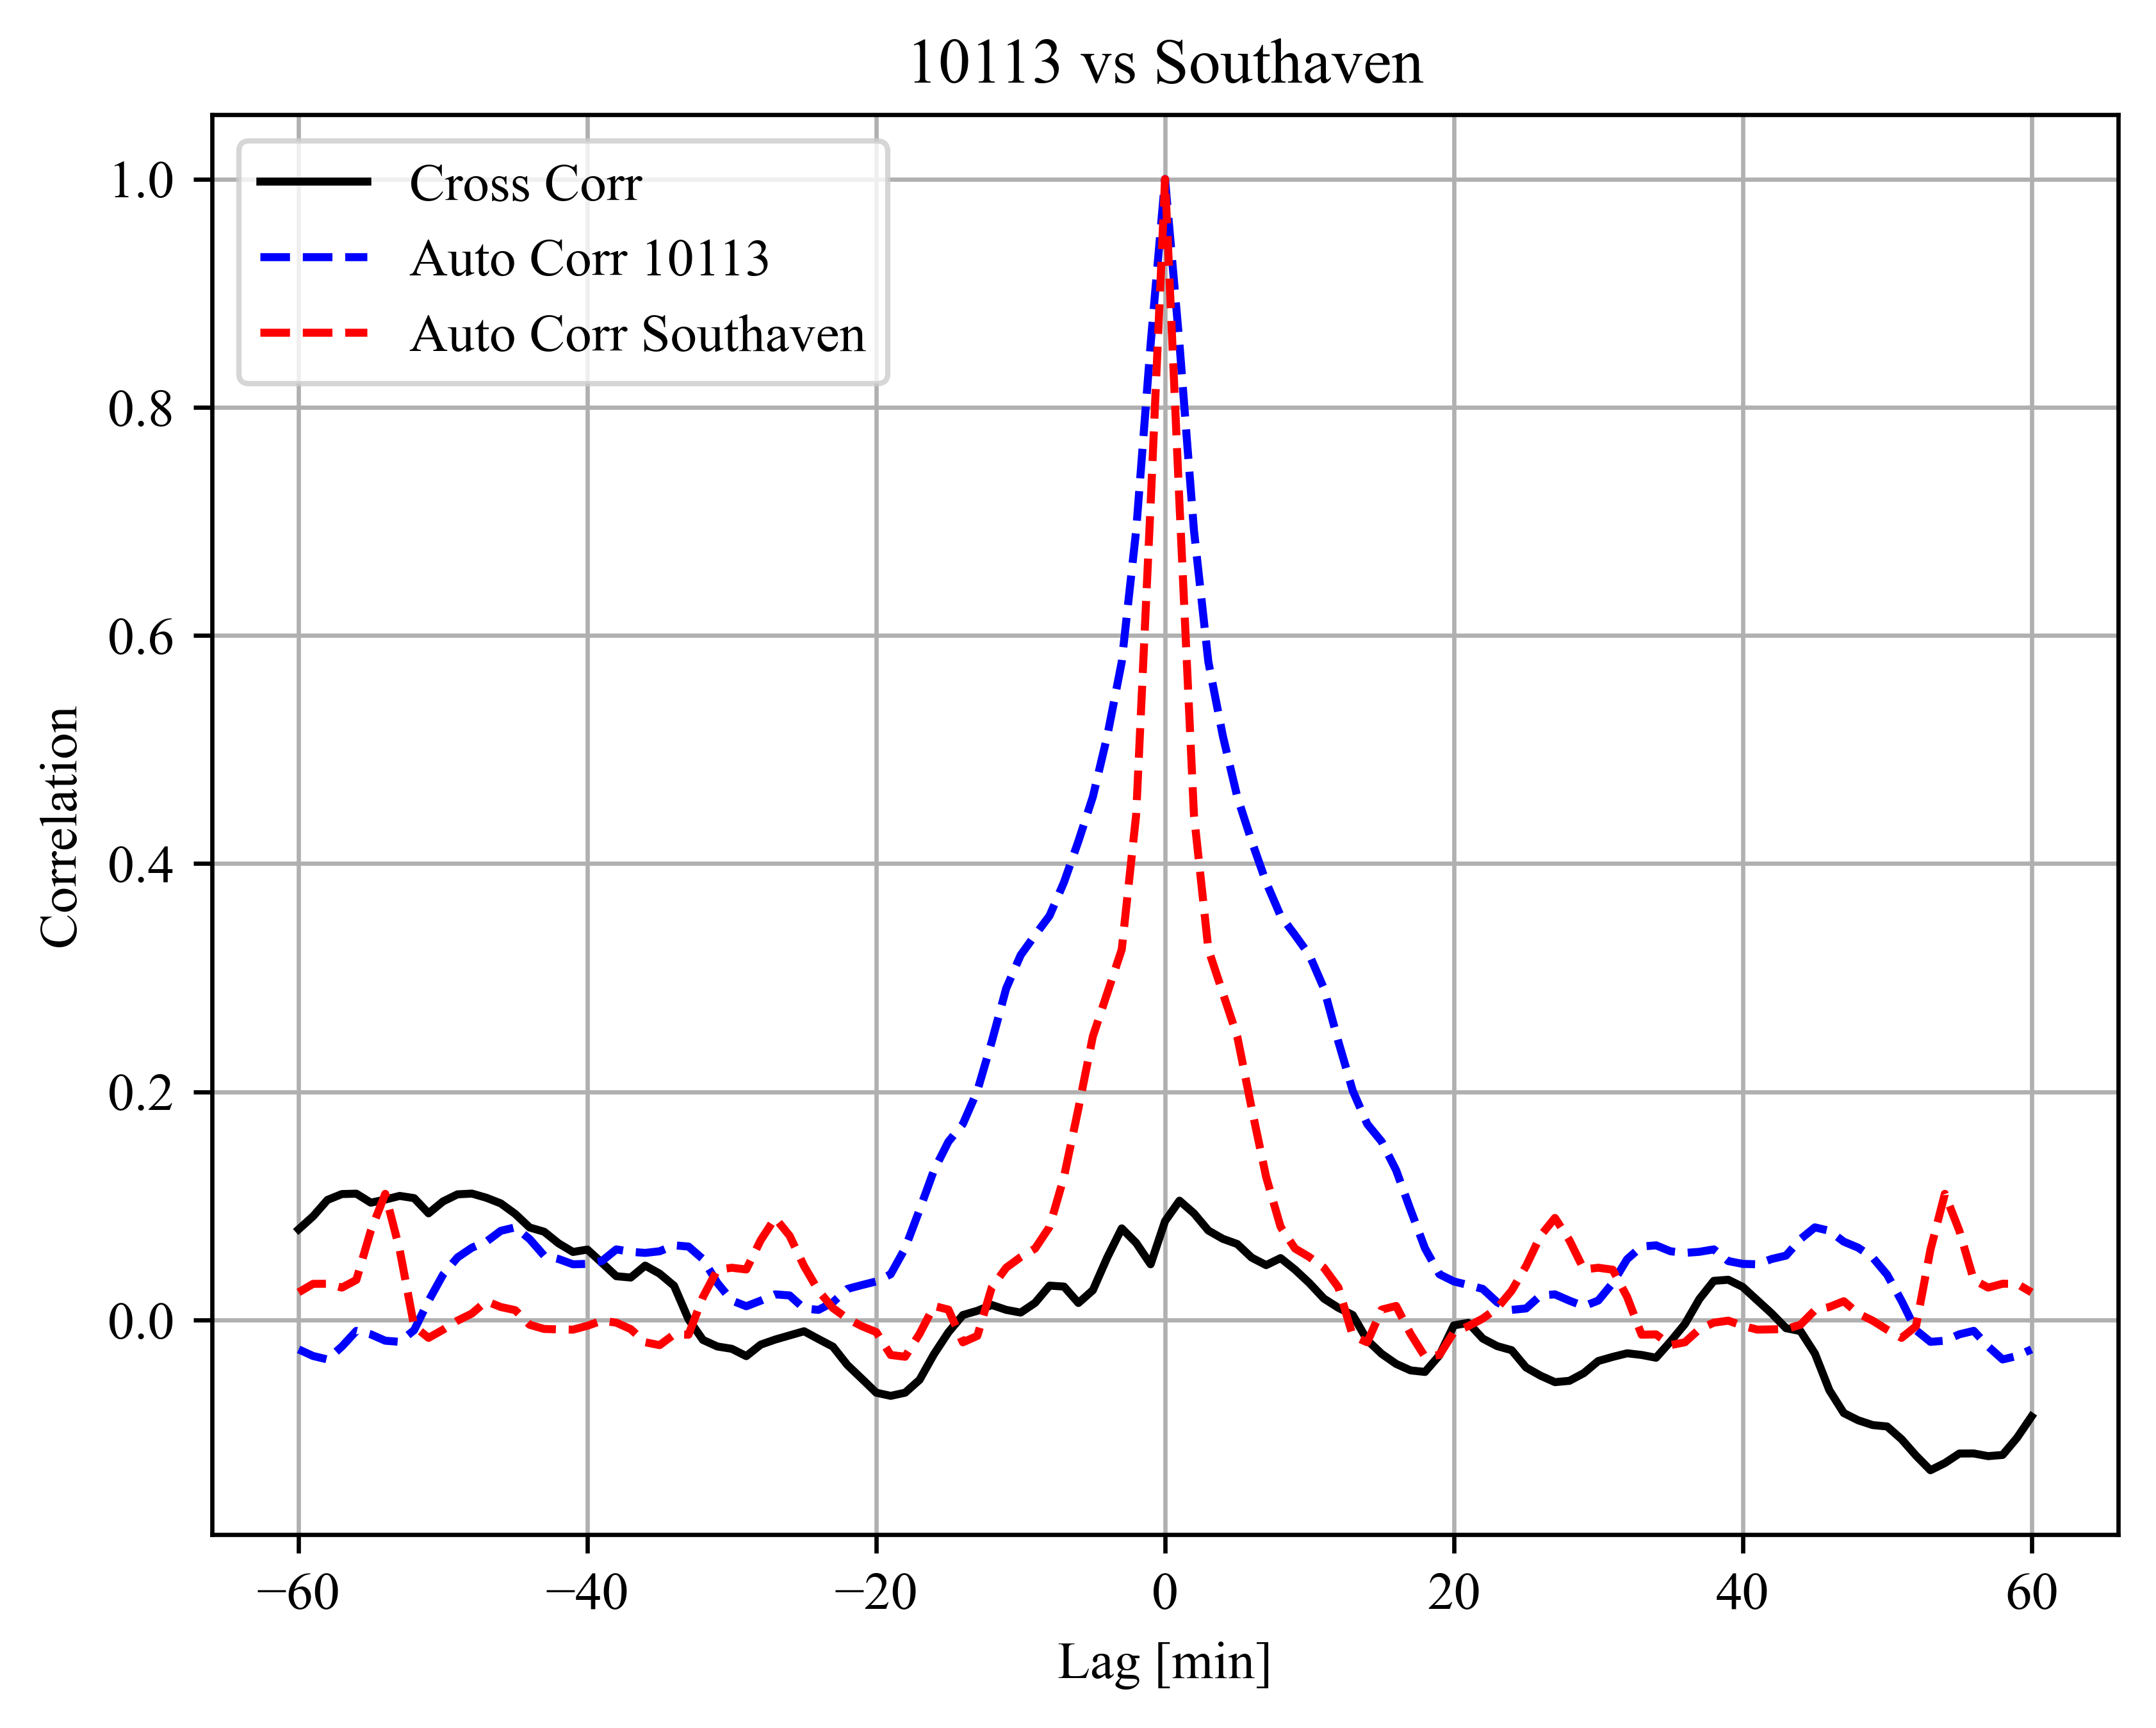 10113 vs Southaven
Cross Corr
Auto Corr 10113
Auto Corr Southaven
1.0
0.8
0.6
0.4
0.2
0.0
Correlation
−60 −40 −20 0 20 40 60
Lag [min]